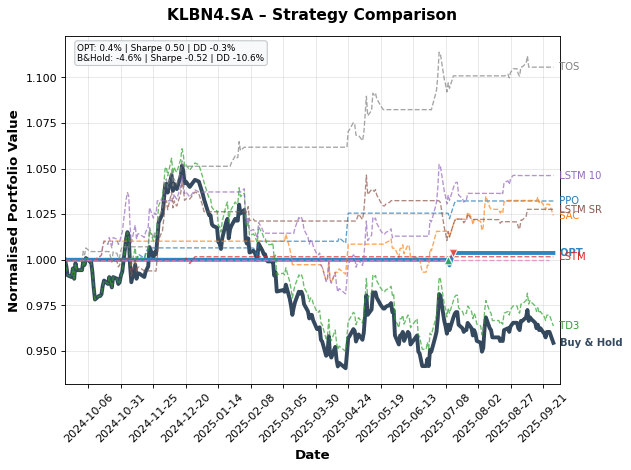 KLBN4.SA – Strategy Comparison
OPT: 0.4% | Sharpe 0.50 | DD -0.3%
B&Hold: -4.6% | Sharpe -0.52 | DD -10.6%
Normalised Portfolio Value
1.100
1.075
1.050
1.025
1.000
0.975
0.950
TOS
LSTM 10
PPO
LSTM SR
SAC
OPT
LSTM
TD3
Buy & Hold
2024-10-06
2024-10-31
2024-11-25
2024-12-20
2025-01-14
2025-02-08
2025-03-05
2025-03-30
2025-04-24
2025-05-19
2025-06-13
2025-07-08
2025-08-02
2025-08-27
2025-09-21
Date